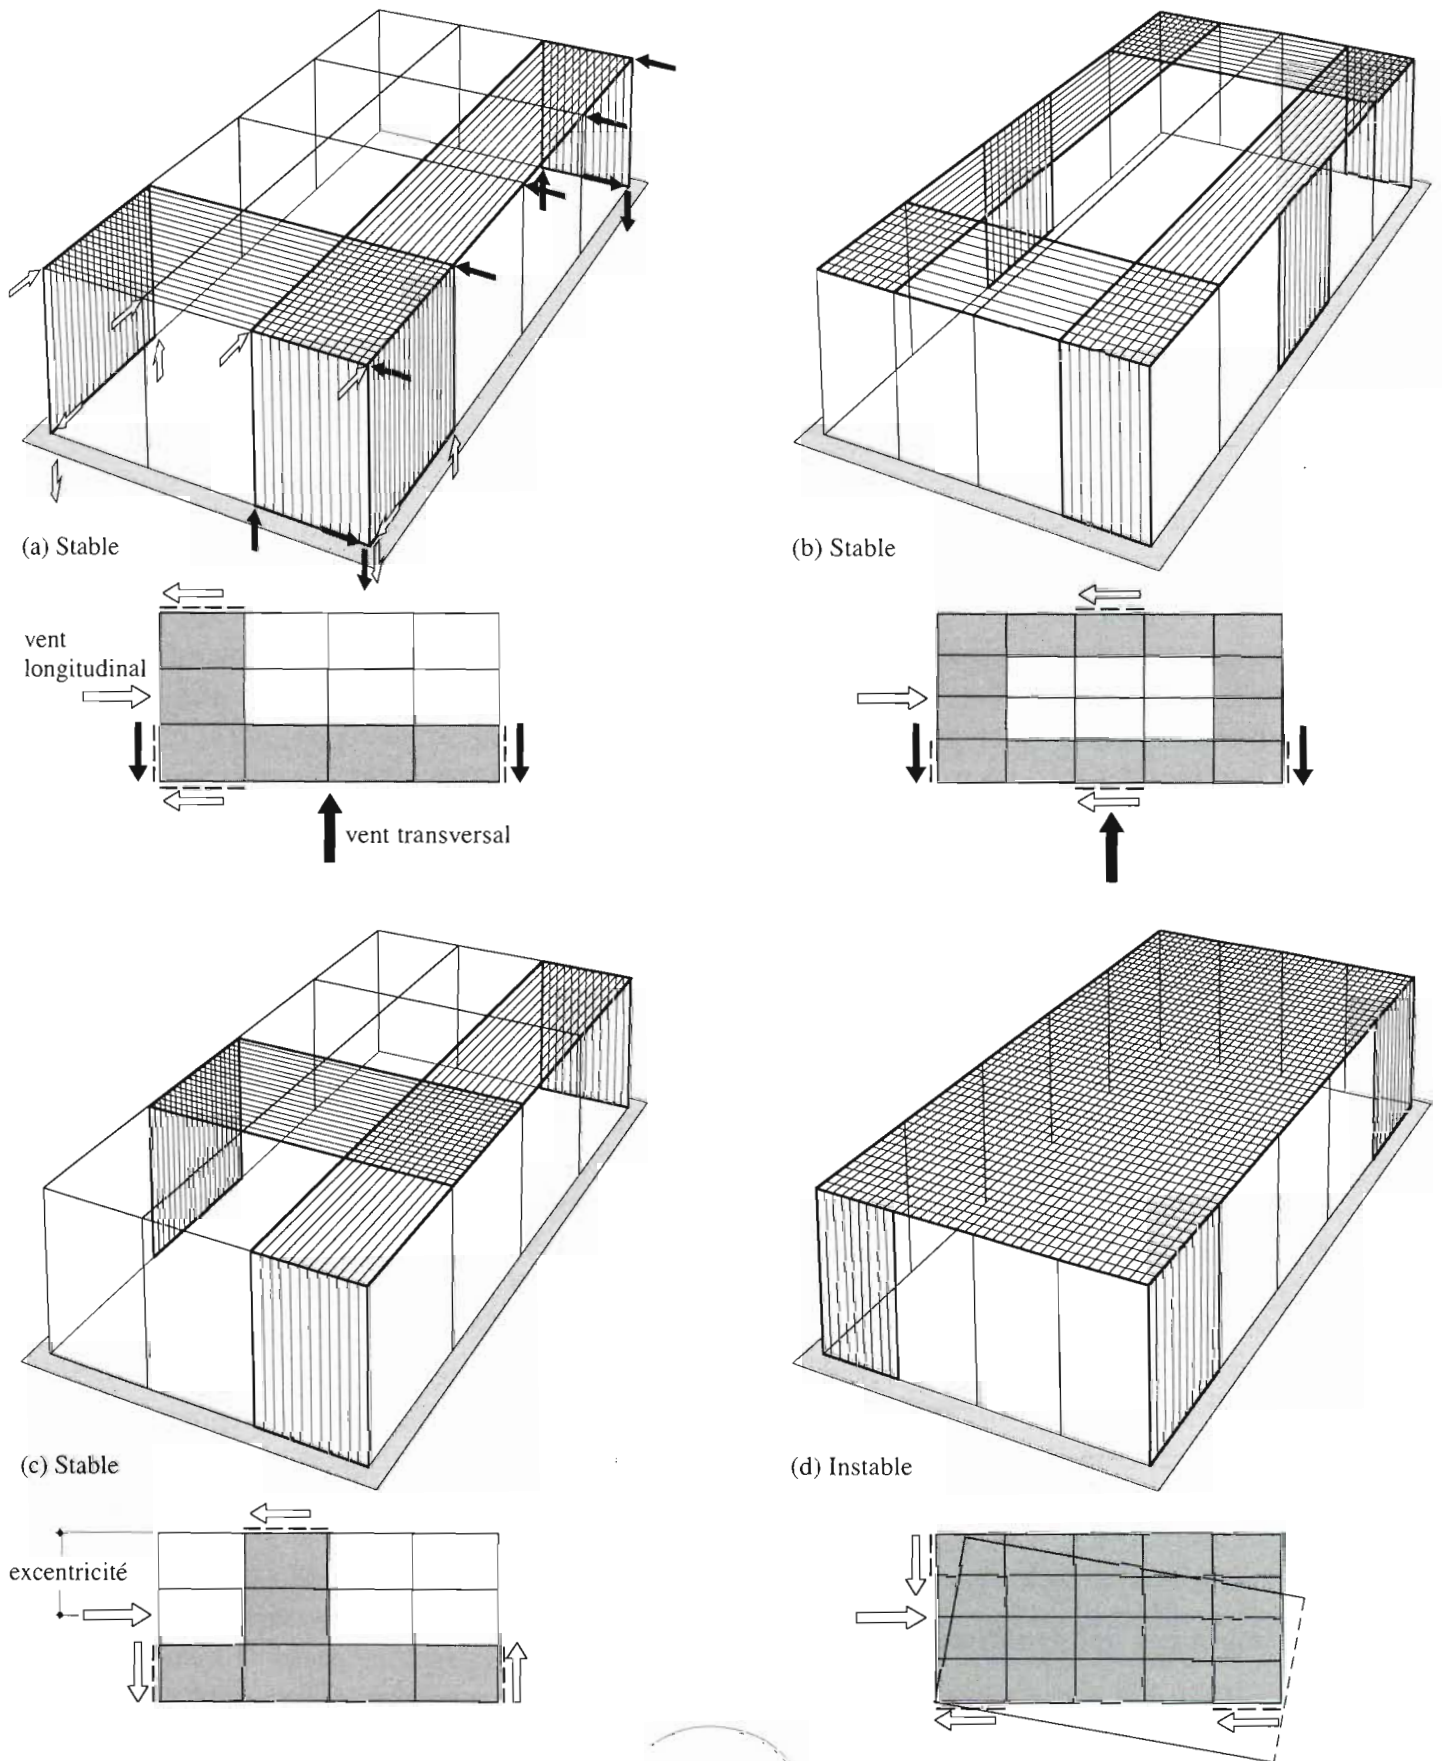 (a) Stable
(b) Stable
vent
longitudinal
vent transversal
(c) Stable
(d) Instable
excentricité